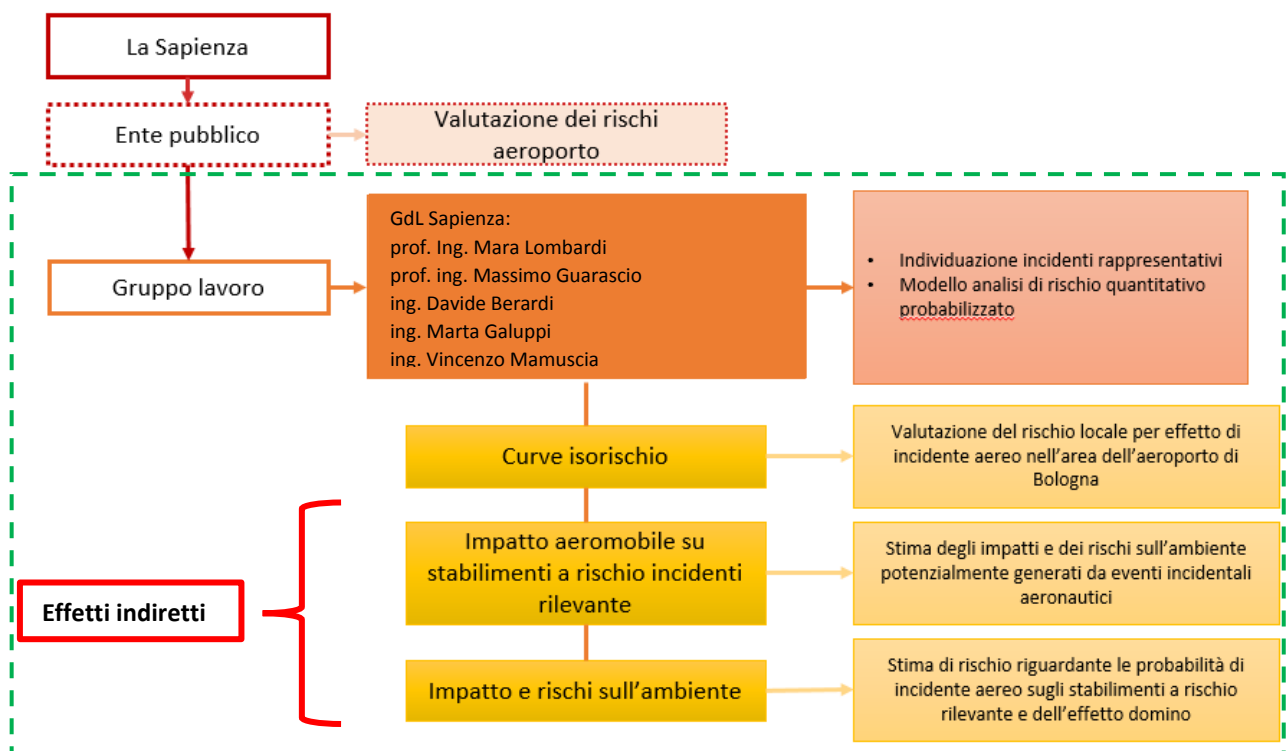 La Sapienza
Ente pubblico
Valutazione dei rischi
aeroporto
Gruppo lavoro
GdL Sapienza:
prof. Ing. Mara Lombardi
prof. ing. Massimo Guarascio
ing. Davide Berardi
ing. Marta Galuppi
ing. Vincenzo Mamuscia
• Individuazione incidenti rappresentativi
• Modello analisi di rischio quantitativo
probabilizzato
Curve isorischio
Valutazione del rischio locale per effetto di
incidente aereo nell'area dell'aeroporto di
Bologna
Effetti indiretti
Impatto aeromobile su
stabilimenti a rischio incidenti
rilevante
Stima degli impatti e dei rischi sull'ambiente
potenzialmente generati da eventi incidentali
aeronautici
Impatto e rischi sull'ambiente
Stima di rischio riguardante le probabilità di
incidente aereo sugli stabilimenti a rischio
rilevante e dell'effetto domino